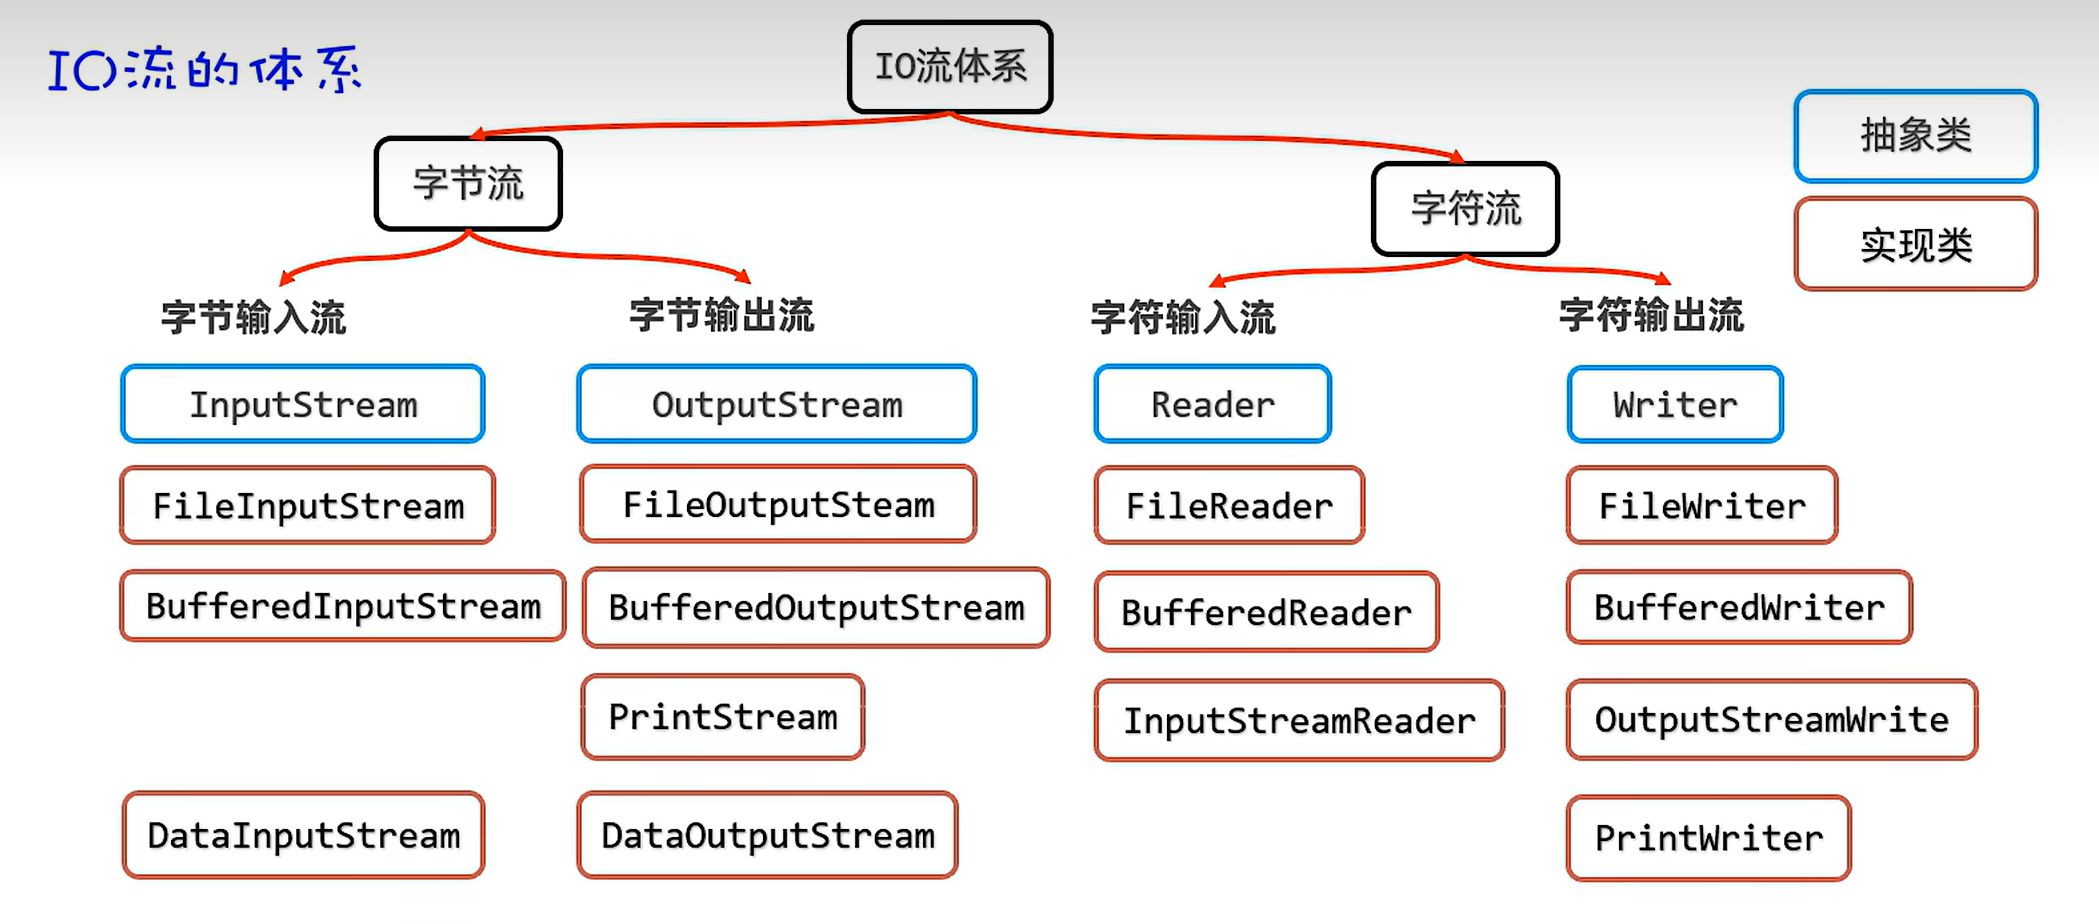 IO流的体系
IO流体系
抽象类
实现类
字节流
字符流
字节输入流
字节输出流
字符输入流
字符输出流
InputStream
OutputStream
Reader
Writer
FileInputStream
FileOutputSteam
FileReader
FileWriter
BufferedInputStream
BufferedOutputStream
BufferedReader
BufferedWriter
PrintStream
InputStreamReader
OutputStreamWrite
DataInputStream
DataOutputStream
PrintWriter